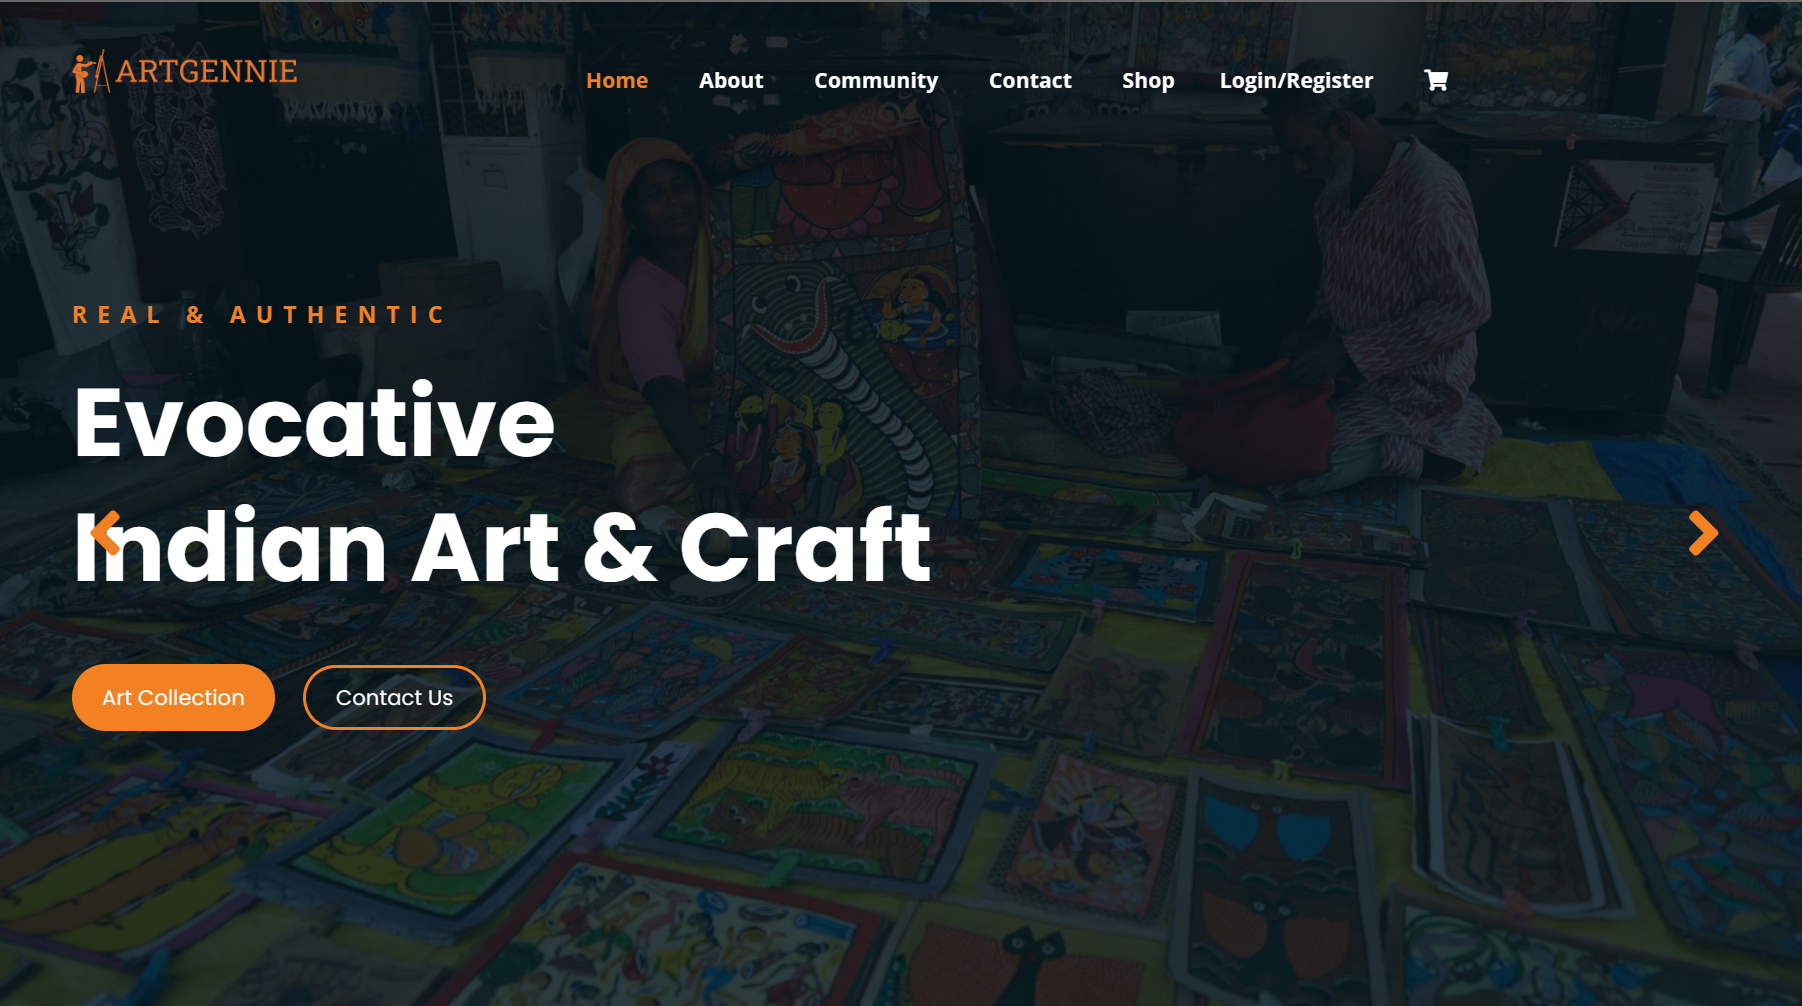 ARTGENNIE
Home About Community Contact Shop Login/Register
REAL & AUTHENTIC
Evocative
Indian Art & Craft
Art Collection Contact Us